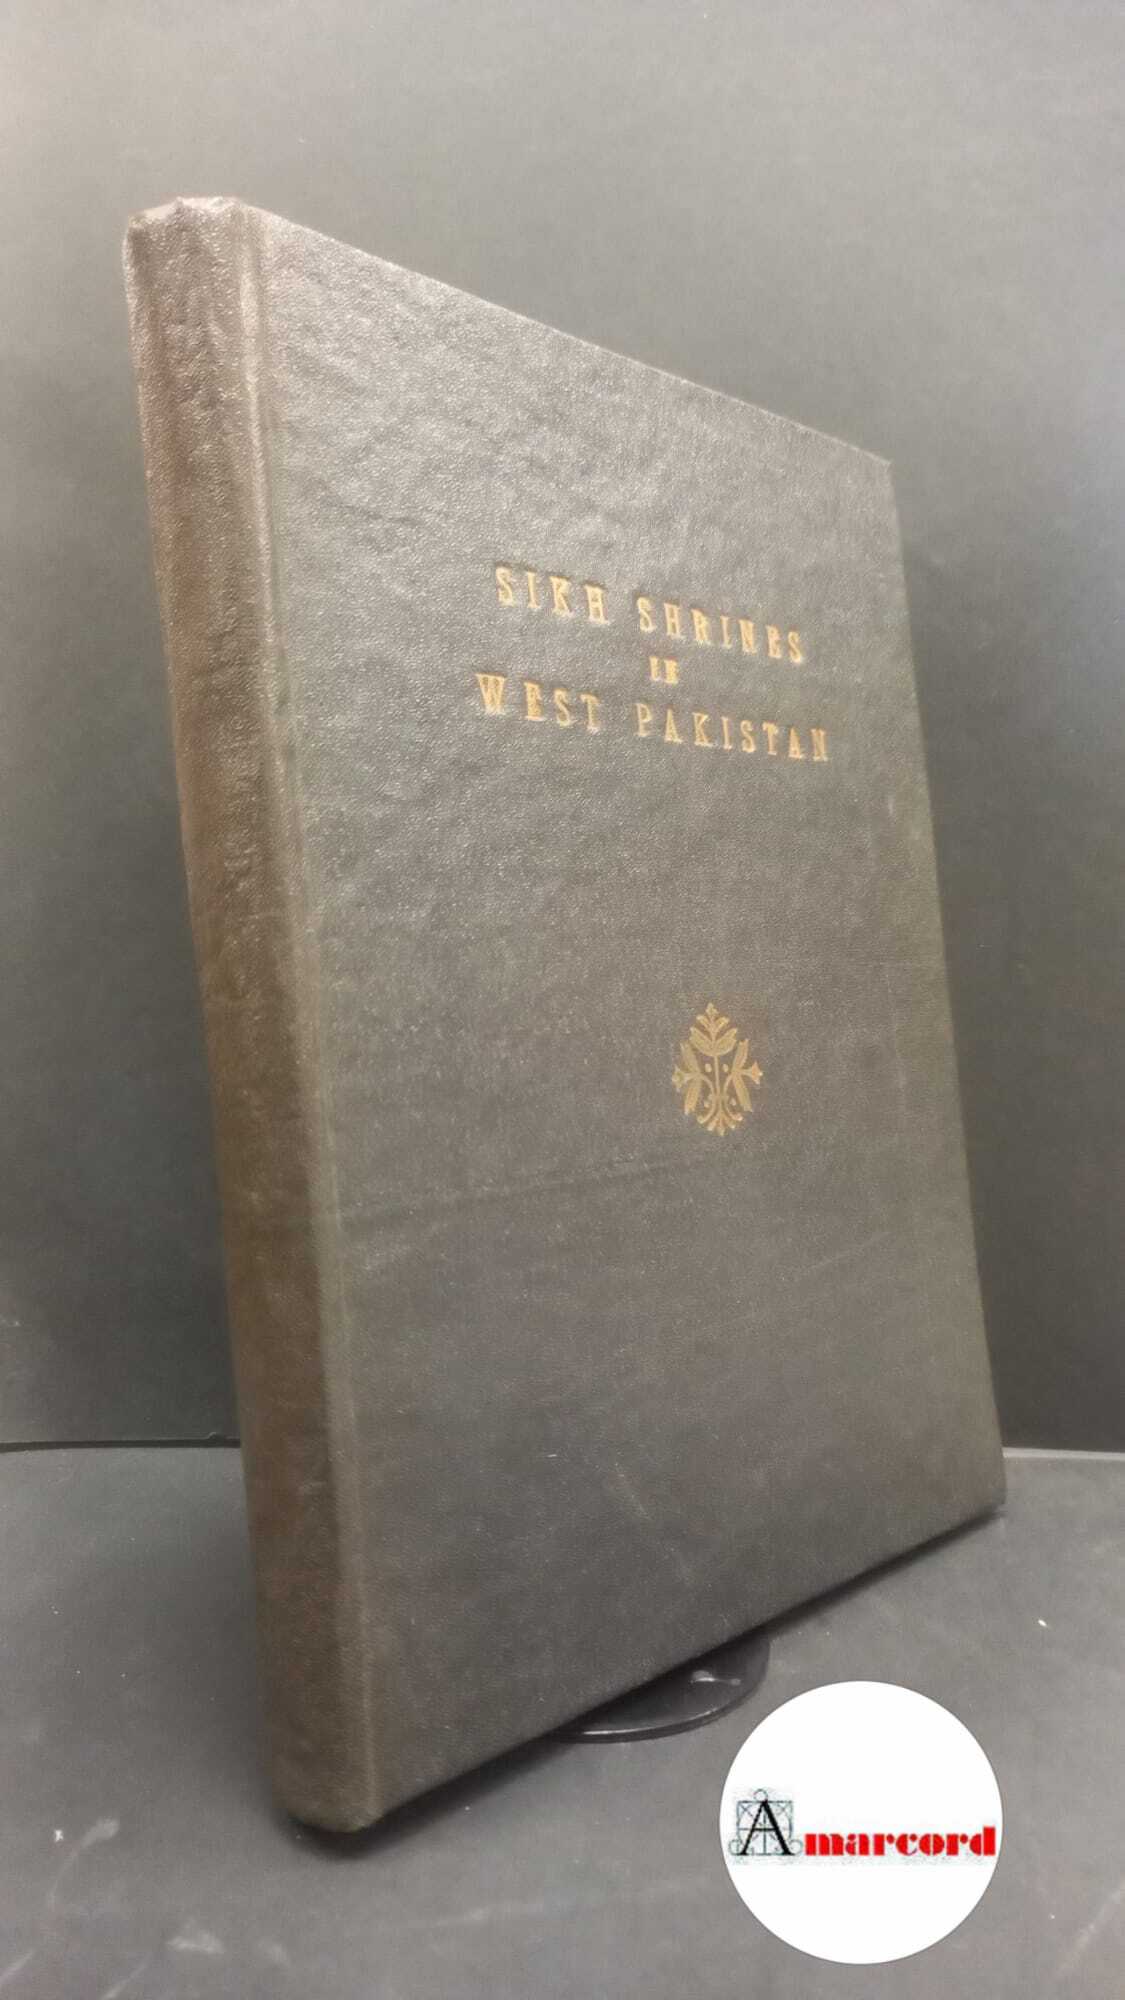 SIKH SHRINES
IN
WEST PAKISTAN
Amarcord